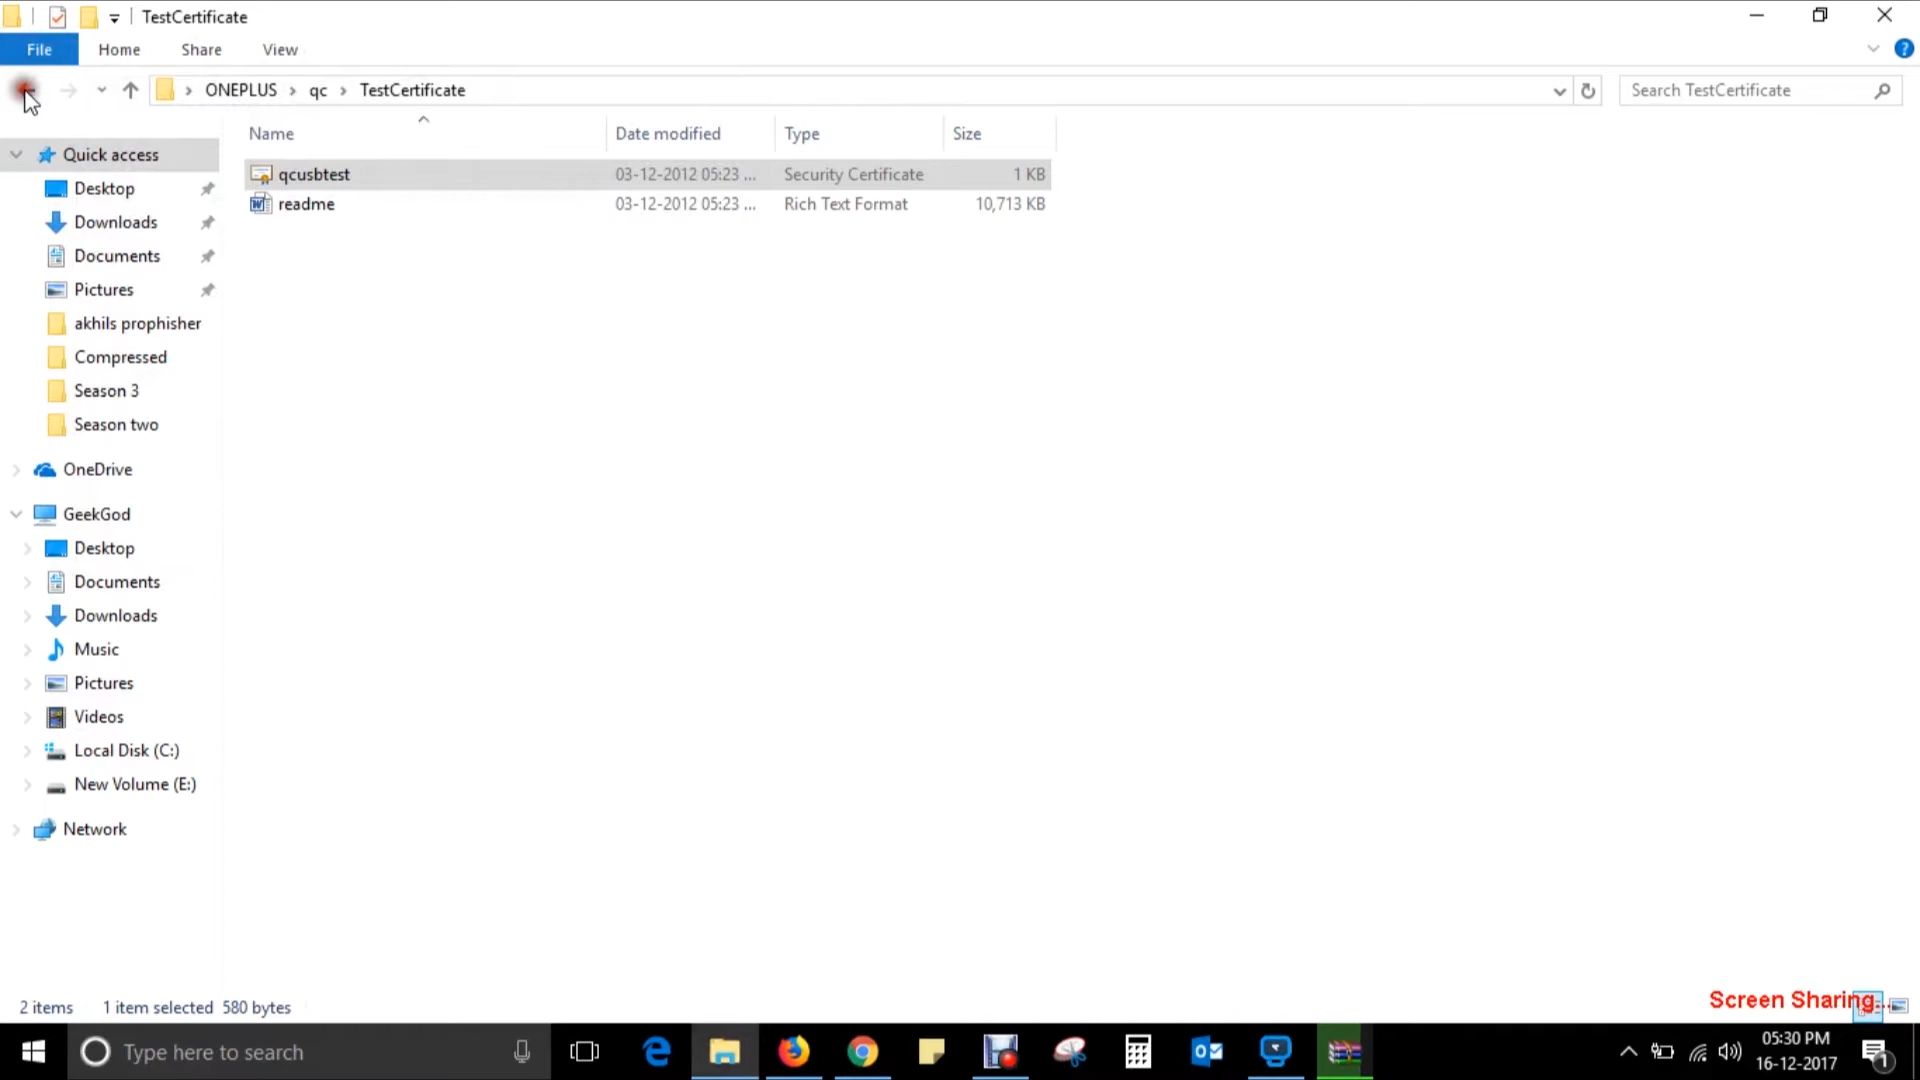 TestCertificate
File Home Share View
ONEPLUS qc TestCertificate Search TestCertificate
Name Date modified Type Size
Quick access
qcusbtest 03-12-2012 05:23 ... Security Certificate 1 KB
Desktop
readme 03-12-2012 05:23 ... Rich Text Format 10,713 KB
Downloads
Documents
Pictures
akhils prophisher
Compressed
Season 3
Season two
OneDrive
GeekGod
Desktop
Documents
Downloads
Music
Pictures
Videos
Local Disk (C:)
New Volume (E:)
Network
2 items 1 item selected 580 bytes
Screen Sharing...
Type here to search
05:30 PM
16-12-2017
1